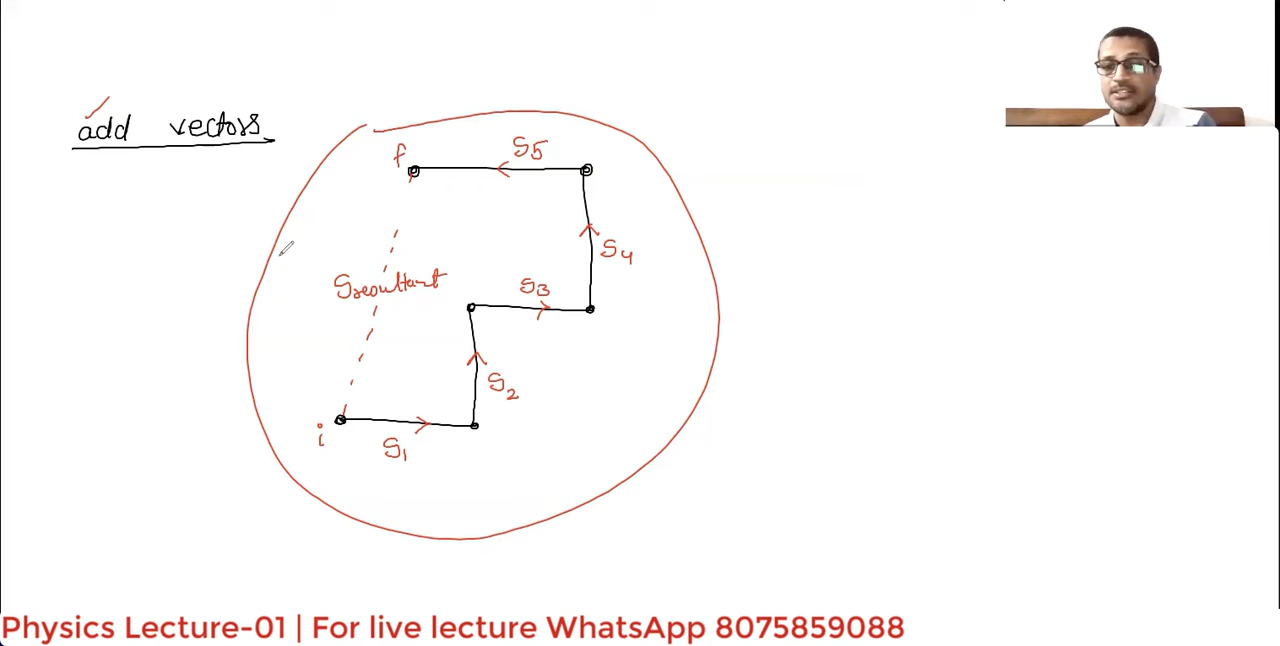 add vectors
f
S5
S4
Sresultant
S3
S2
i
S1
Physics Lecture-01 | For live lecture WhatsApp 8075859088